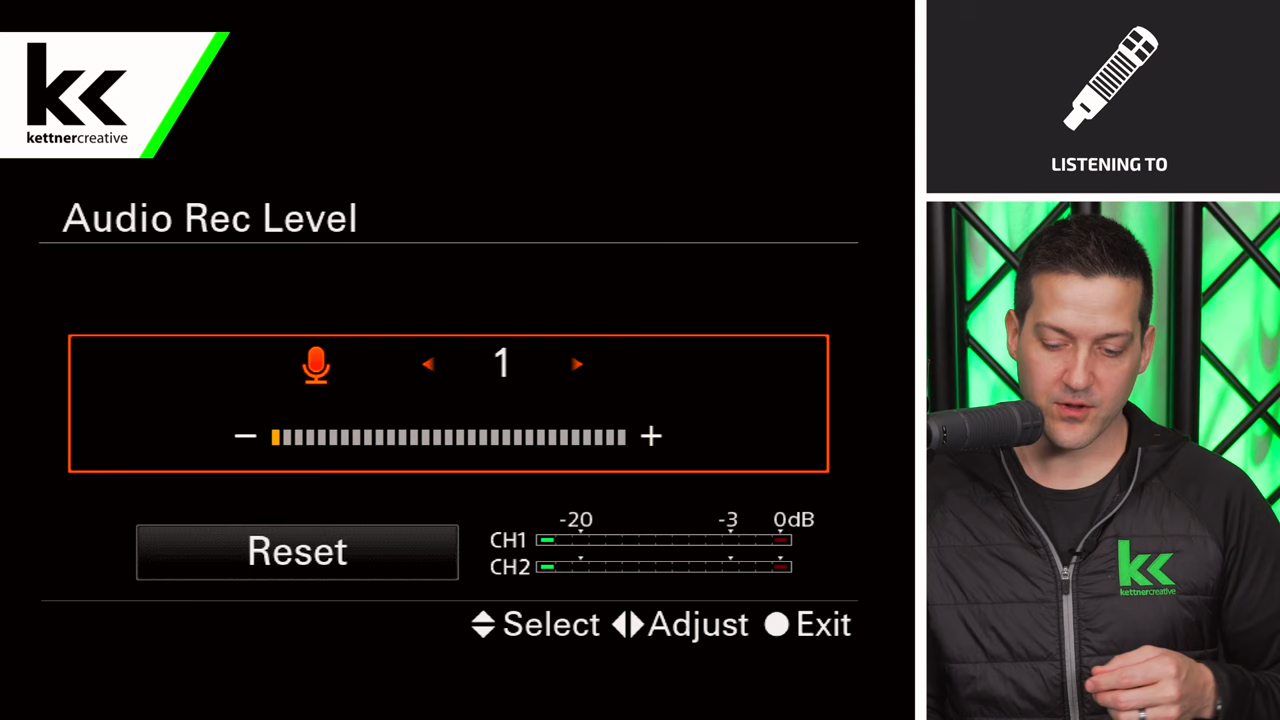 kettnercreative
LISTENING TO
Audio Rec Level
1
-20 -3 0dB
CH1
CH2
Reset
Select Adjust Exit
kettnercreative